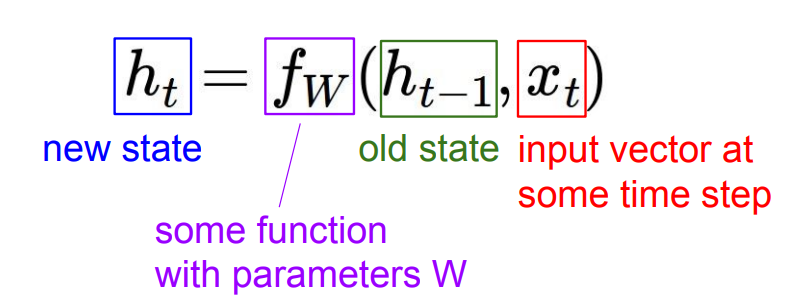 h_t = f_W(h_{t-1}, x_t)
new state
old state
input vector at
some time step
some function
with parameters W